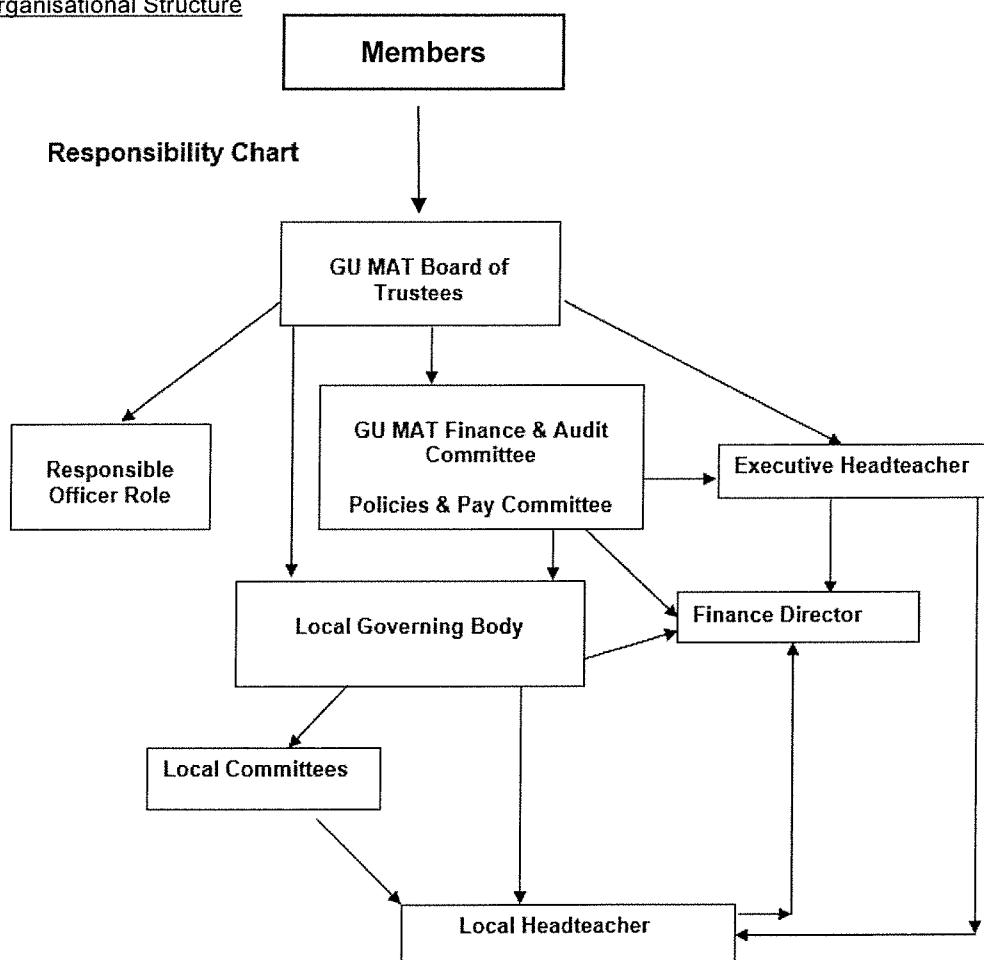 rganisational Structure
Members
Responsibility Chart
GU MAT Board of
Trustees
GU MAT Finance & Audit
Committee
Policies & Pay Committee
Responsible
Officer Role
Executive Headteacher
Finance Director
Local Governing Body
Local Committees
Local Headteacher